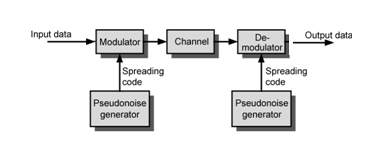 Input data
Modulator
Channel
De-
modulator
Output data
Spreading
code
Spreading
code
Pseudonoise
generator
Pseudonoise
generator